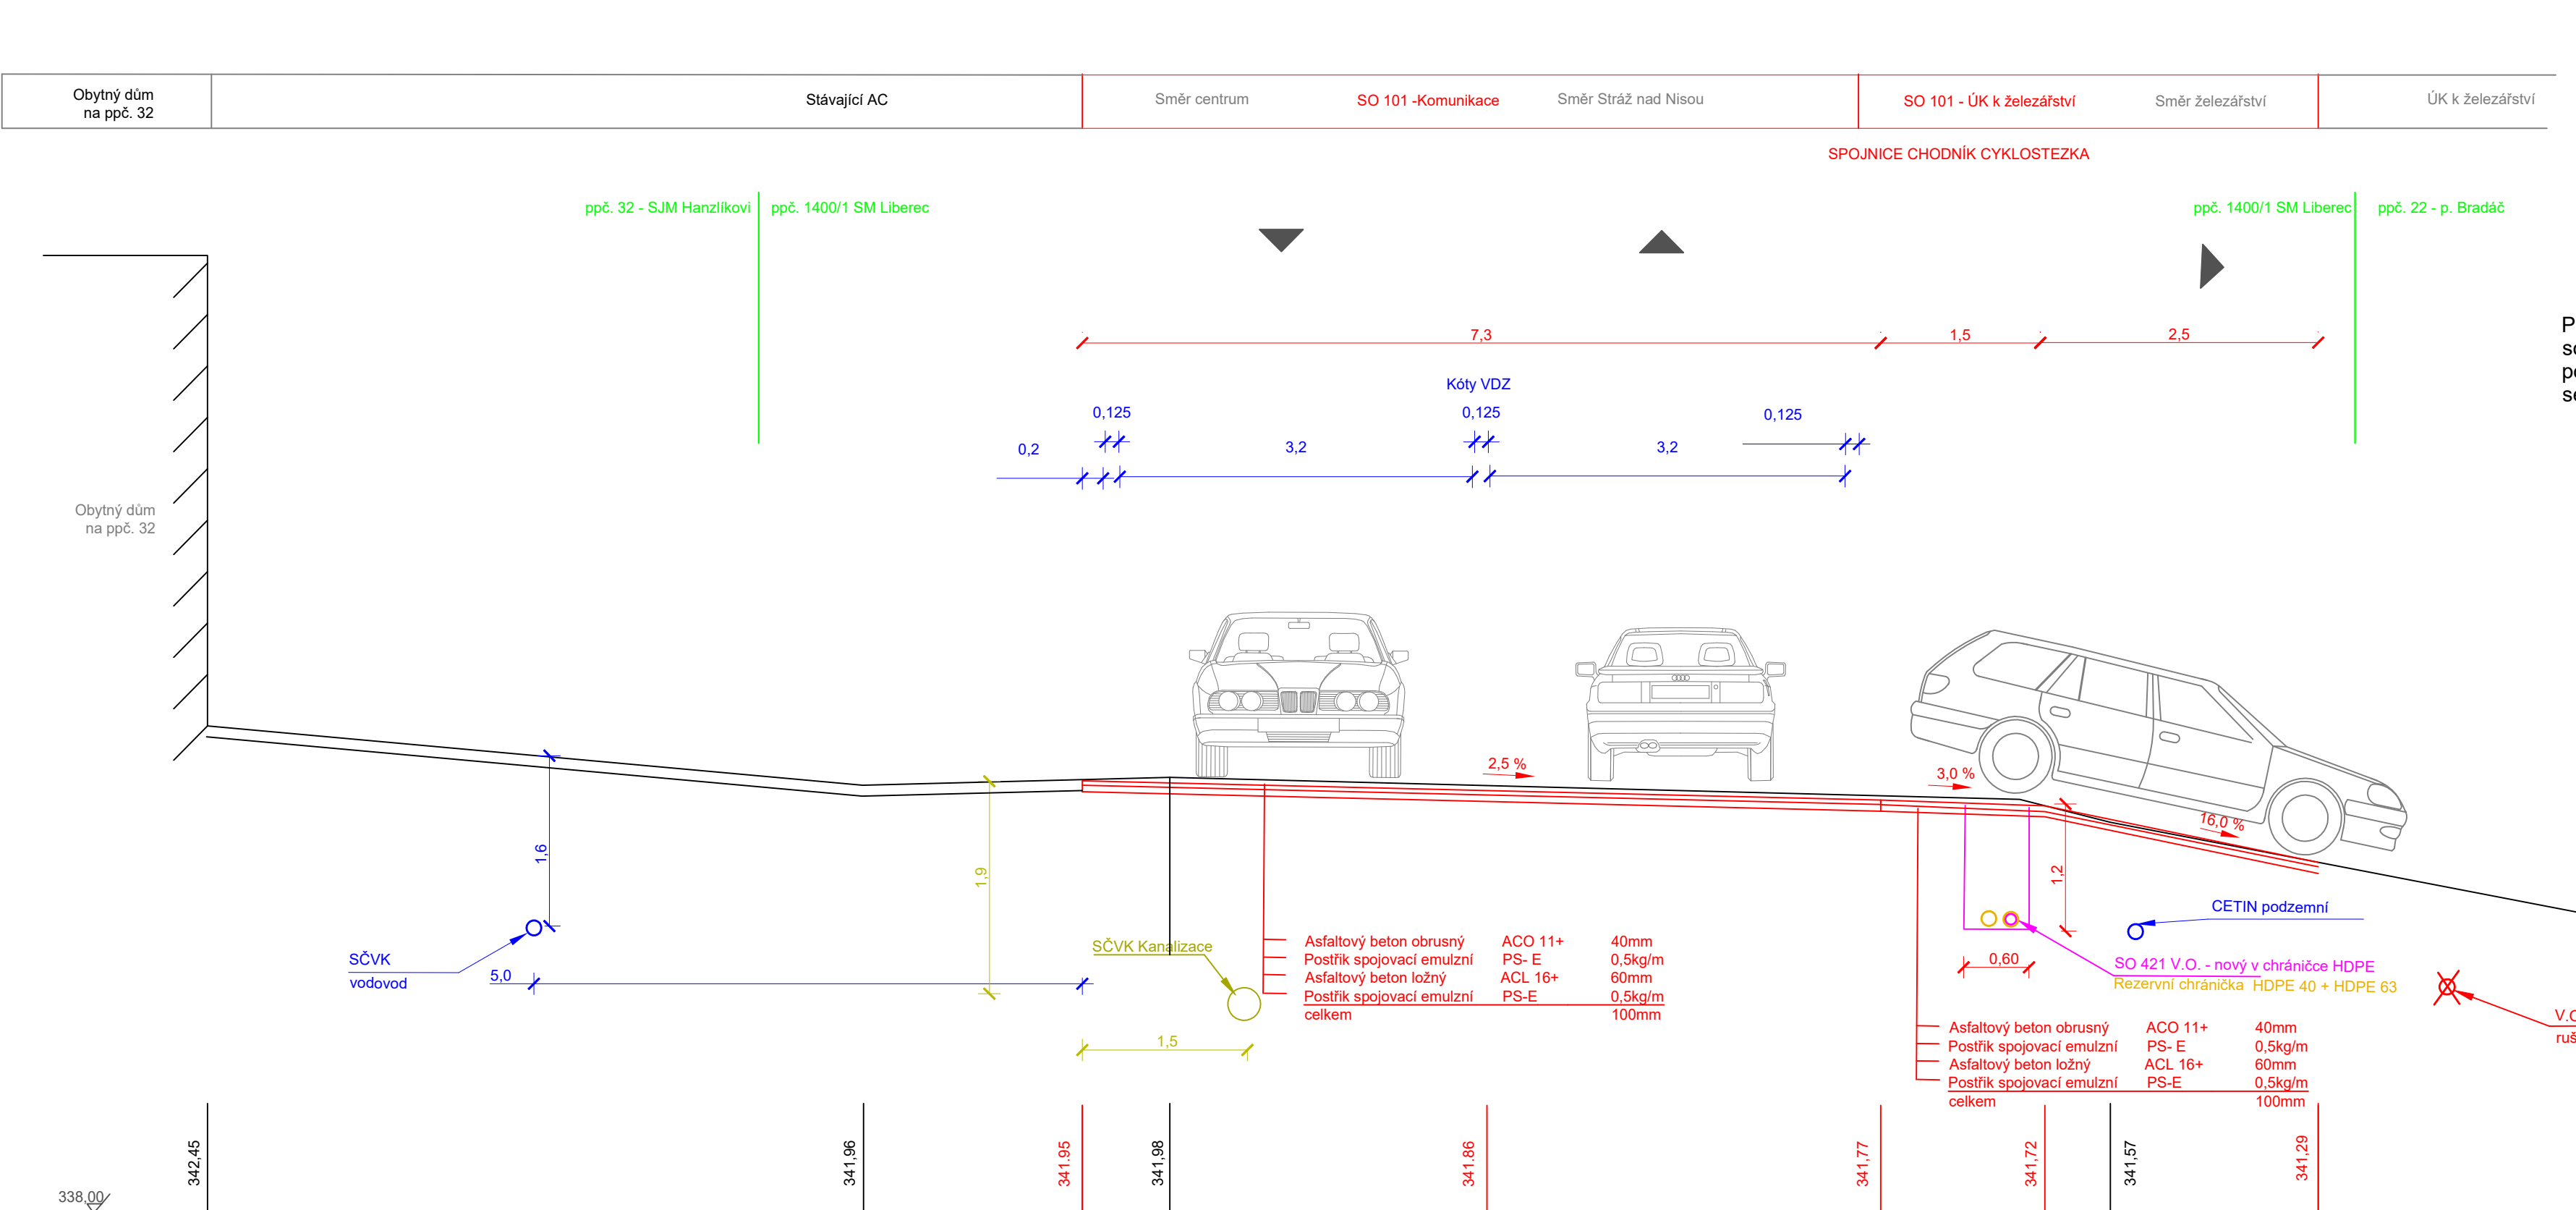 Obytný dům
na ppč. 32
Stávající AC
Směr centrum
SO 101 -Komunikace
Směr Stráž nad Nisou
SO 101 - ÚK k železářství
Směr železářství
ÚK k železářství
SPOJNICE CHODNÍK CYKLOSTEZKA
ppč. 32 - SJM Hanzlíkovi
ppč. 1400/1 SM Liberec
ppč. 1400/1 SM Liberec
ppč. 22 - p. Bradáč
7,3
1,5
2,5
Kóty VDZ
0,125
0,125
0,125
0,2
3,2
3,2
Obytný dům
na ppč. 32
2,5 %
3,0 %
16,0 %
1,6
1,9
1,2
SČVK
vodovod
5,0
SČVK Kanalizace
1,5
Asfaltový beton obrusný ACO 11+ 40mm
Postřik spojovací emulzní PS- E 0,5kg/m
Asfaltový beton ložný ACL 16+ 60mm
Postřik spojovací emulzní PS-E 0,5kg/m
celkem 100mm
CETIN podzemní
0,60
SO 421 V.O. - nový v chráničce HDPE
Rezervní chránička HDPE 40 + HDPE 63
Asfaltový beton obrusný ACO 11+ 40mm
Postřik spojovací emulzní PS- E 0,5kg/m
Asfaltový beton ložný ACL 16+ 60mm
Postřik spojovací emulzní PS-E 0,5kg/m
celkem 100mm
342,45
341,96
341.95
341,98
341.86
341,77
341,72
341,57
341,29
338,00